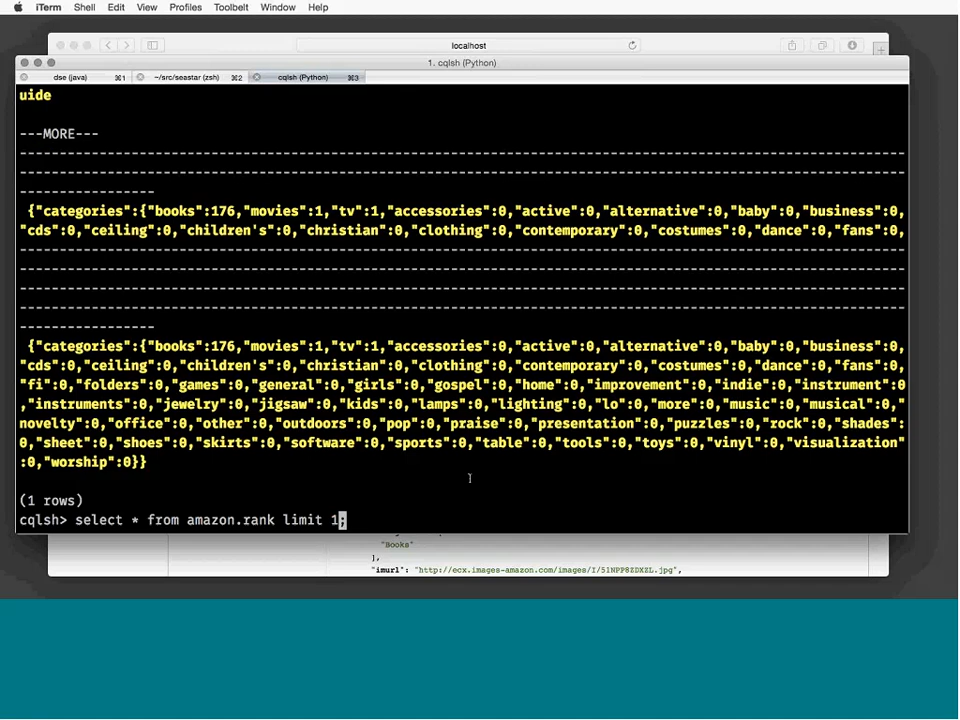 iTerm Shell Edit View Profiles Toolbelt Window Help
localhost
1. cqlsh (Python)
dse (java) ⌘1 ~/src/seastar (zsh) ⌘2 cqlsh (Python) ⌘3
uide
---MORE---
{"categories":{"books":176,"movies":1,"tv":1,"accessories":0,"active":0,"alternative":0,"baby":0,"business":0,
"cds":0,"ceiling":0,"children's":0,"christian":0,"clothing":0,"contemporary":0,"costumes":0,"dance":0,"fans":0,
{"categories":{"books":176,"movies":1,"tv":1,"accessories":0,"active":0,"alternative":0,"baby":0,"business":0,
"cds":0,"ceiling":0,"children's":0,"christian":0,"clothing":0,"contemporary":0,"costumes":0,"dance":0,"fans":0,
"fi":0,"folders":0,"games":0,"general":0,"girls":0,"gospel":0,"home":0,"improvement":0,"indie":0,"instrument":0
,"instruments":0,"jewelry":0,"jigsaw":0,"kids":0,"lamps":0,"lighting":0,"lo":0,"more":0,"music":0,"musical":0,"
novelty":0,"office":0,"other":0,"outdoors":0,"pop":0,"praise":0,"presentation":0,"puzzles":0,"rock":0,"shades":
0,"sheet":0,"shoes":0,"skirts":0,"software":0,"sports":0,"table":0,"tools":0,"toys":0,"vinyl":0,"visualization"
:0,"worship":0}}
(1 rows)
cqlsh> select * from amazon.rank limit 1;
"Books"
],
"imurl": "http://ecx.images-amazon.com/images/I/51NPP8ZDXZL.jpg",